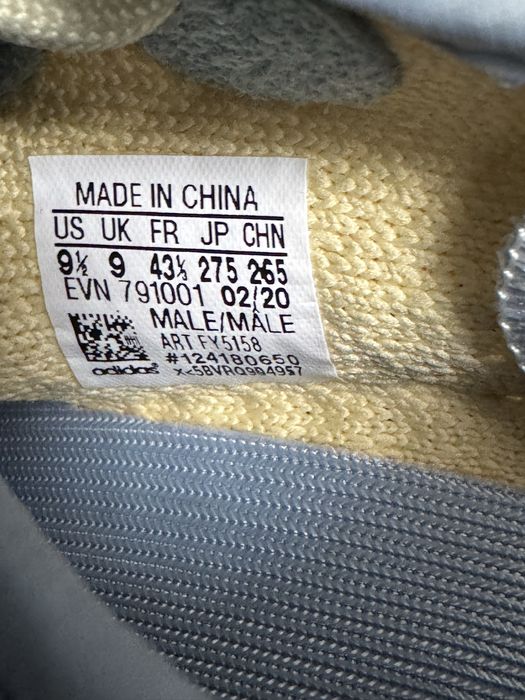 MADE IN CHINA
US UK FR JP CHN
9½ 9 43⅓ 275 265
EVN 791001 02/20
MALE/MÂLE
ART FY5158
#124180650
adidas®